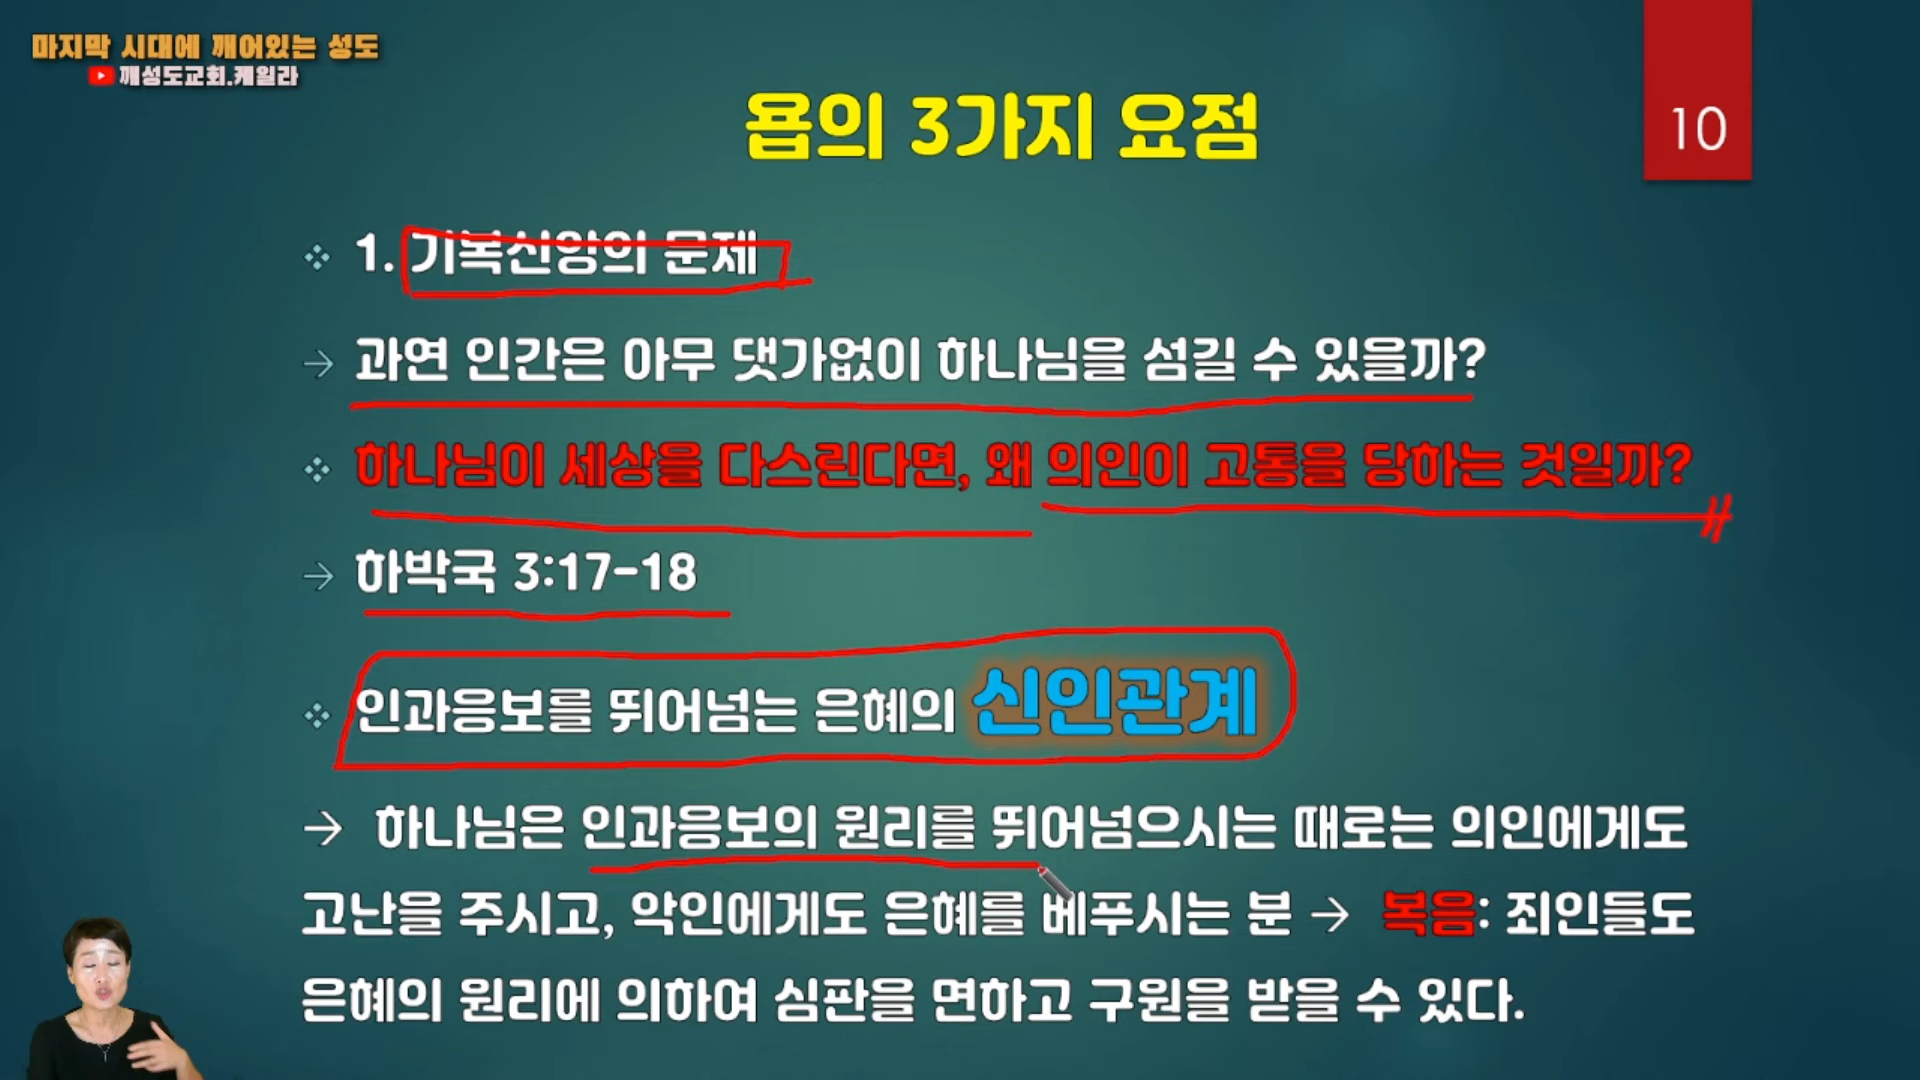 마지막 시대에 깨어있는 성도
깨성도교회.케일라
욥의 3가지 요점
10
1. 기복신앙의 문제
→ 과연 인간은 아무 댓가없이 하나님을 섬길 수 있을까?
하나님이 세상을 다스린다면, 왜 의인이 고통을 당하는 것일까?
→ 하박국 3:17-18
인과응보를 뛰어넘는 은혜의 신인관계
→ 하나님은 인과응보의 원리를 뛰어넘으시는 때로는 의인에게도
고난을 주시고, 악인에게도 은혜를 베푸시는 분 → 복음: 죄인들도
은혜의 원리에 의하여 심판을 면하고 구원을 받을 수 있다.